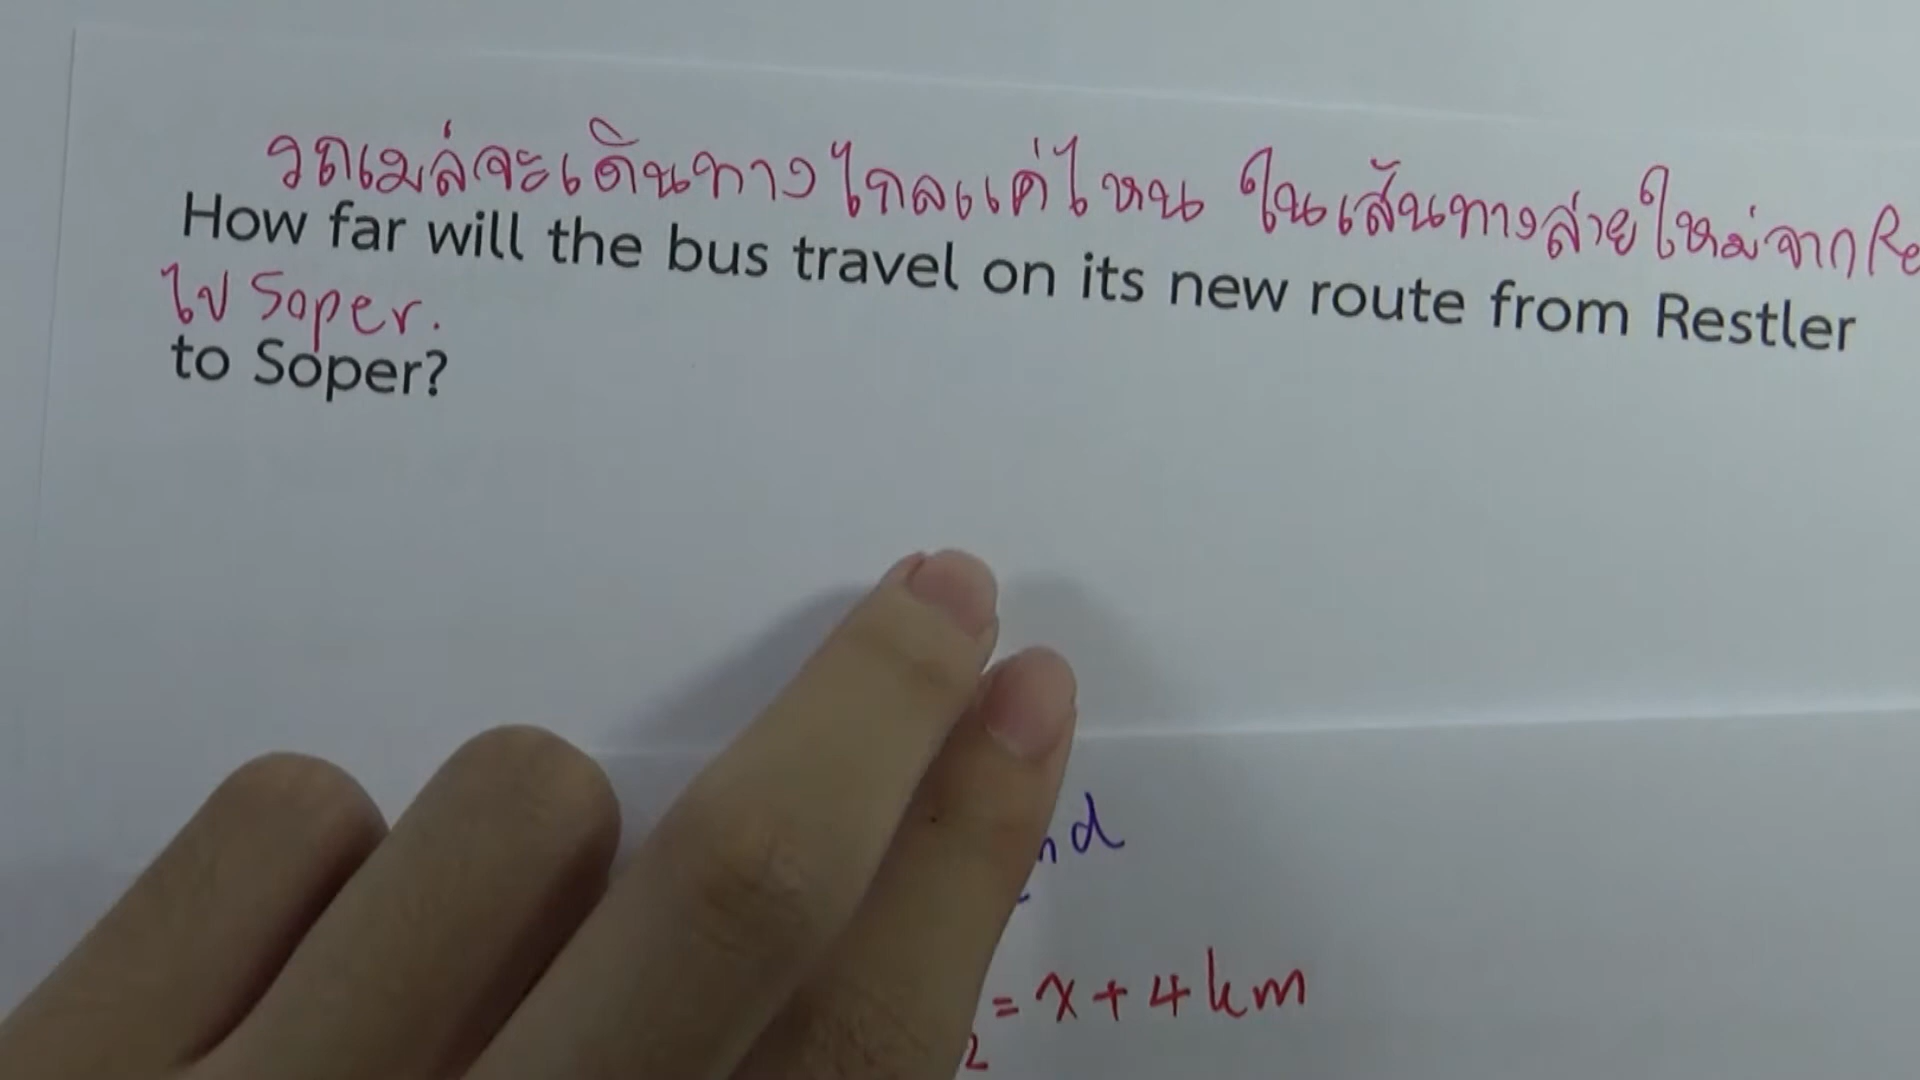 รถเมล์จะเดินทางไกลแค่ไหน ในเส้นทางสายใหม่จาก Re
How far will the bus travel on its new route from Restler
ไป Soper.
to Soper?
nd
= x + 4 km
2